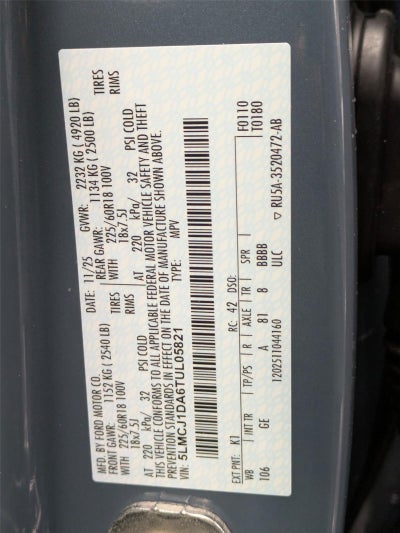 MFD. BY FORD MOTOR CO.
DATE: 11/25 GVWR: 2232 KG ( 4920 LB)
FRONT GAWR: 1152 KG ( 2540 LB) REAR GAWR: 1134 KG ( 2500 LB)
WITH 225/60R18 100V TIRES WITH 225/60R18 100V TIRES
18x7.5J RIMS 18x7.5J RIMS
AT 220 kPa/ 32 PSI COLD AT 220 kPa/ 32 PSI COLD
THIS VEHICLE CONFORMS TO ALL APPLICABLE FEDERAL MOTOR VEHICLE SAFETY AND THEFT
PREVENTION STANDARDS IN EFFECT ON THE DATE OF MANUFACTURE SHOWN ABOVE.
VIN: 5LMCJ1DA6TUL05821 TYPE: MPV
F0110
T0180
EXT PNT: K1 RC: 42 DSO:
WB INT TR TP/PS R AXLE TR SPR
106 GE A 81 8 BBBB
ULC
1202511044160 ▽ RU5A-3520472-AB